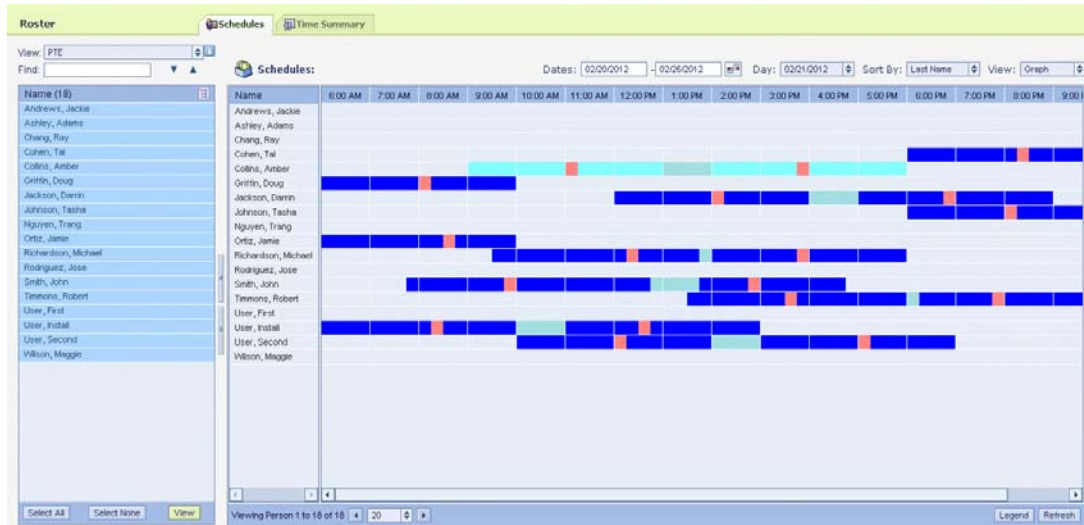 Roster
Schedules
Time Summary
View: PTE
Find:
Schedules:
Dates: 02/20/2012 - 02/26/2012 Day: 02/21/2012 Sort By: Last Name View: Graph
Name (18)
Andrews, Jackie
Ashley, Adams
Chang, Ray
Cohen, Tal
Collins, Amber
Griffin, Doug
Jackson, Darrin
Johnson, Tasha
Nguyen, Trang
Ortiz, Jamie
Richardson, Michael
Rodriguez, Jose
Smith, John
Timmons, Robert
User, First
User, Install
User, Second
Wilson, Maggie
Select All Select None View
Name 6:00 AM 7:00 AM 8:00 AM 9:00 AM 10:00 AM 11:00 AM 12:00 PM 1:00 PM 2:00 PM 3:00 PM 4:00 PM 5:00 PM 6:00 PM 7:00 PM 8:00 PM 9:00
Andrews, Jackie
Ashley, Adams
Chang, Ray
Cohen, Tal
Collins, Amber
Griffin, Doug
Jackson, Darrin
Johnson, Tasha
Nguyen, Trang
Ortiz, Jamie
Richardson, Michael
Rodriguez, Jose
Smith, John
Timmons, Robert
User, First
User, Install
User, Second
Wilson, Maggie
Viewing Person 1 to 18 of 18 20 Legend Refresh